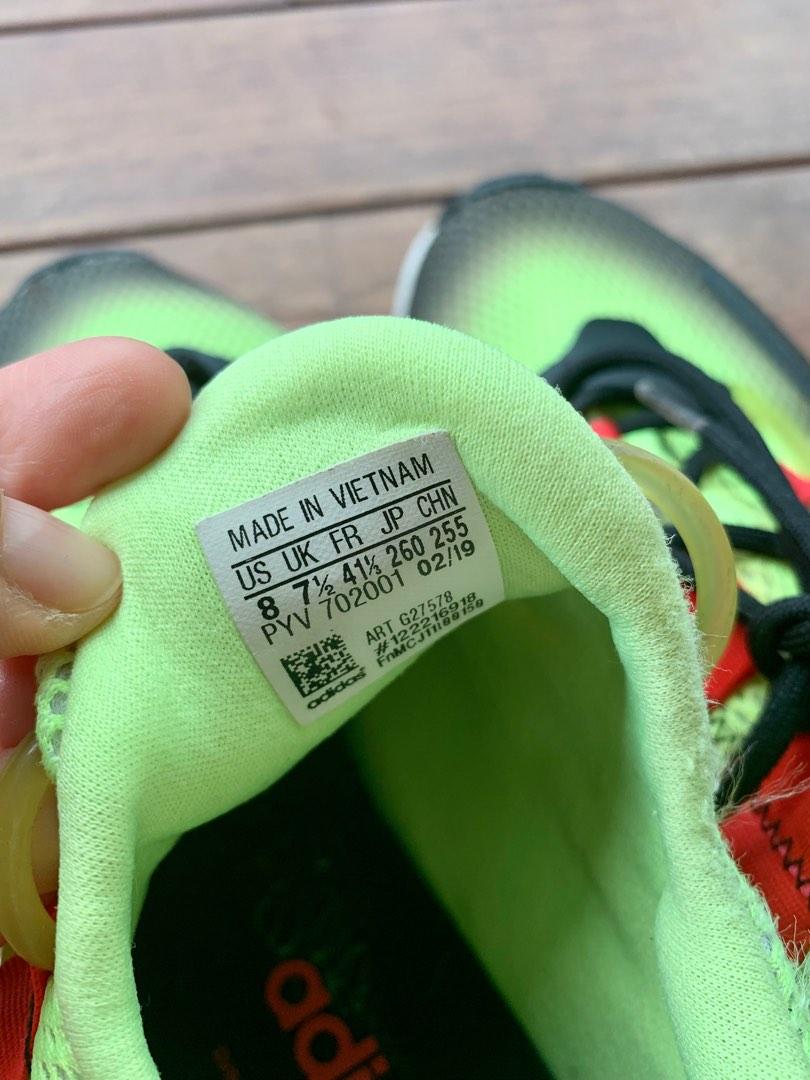 MADE IN VIETNAM
US UK FR JP CHN
8 7½ 41⅓ 260 255
PYV 702001 02/19
ART G27578
#122216918
adidas
adi